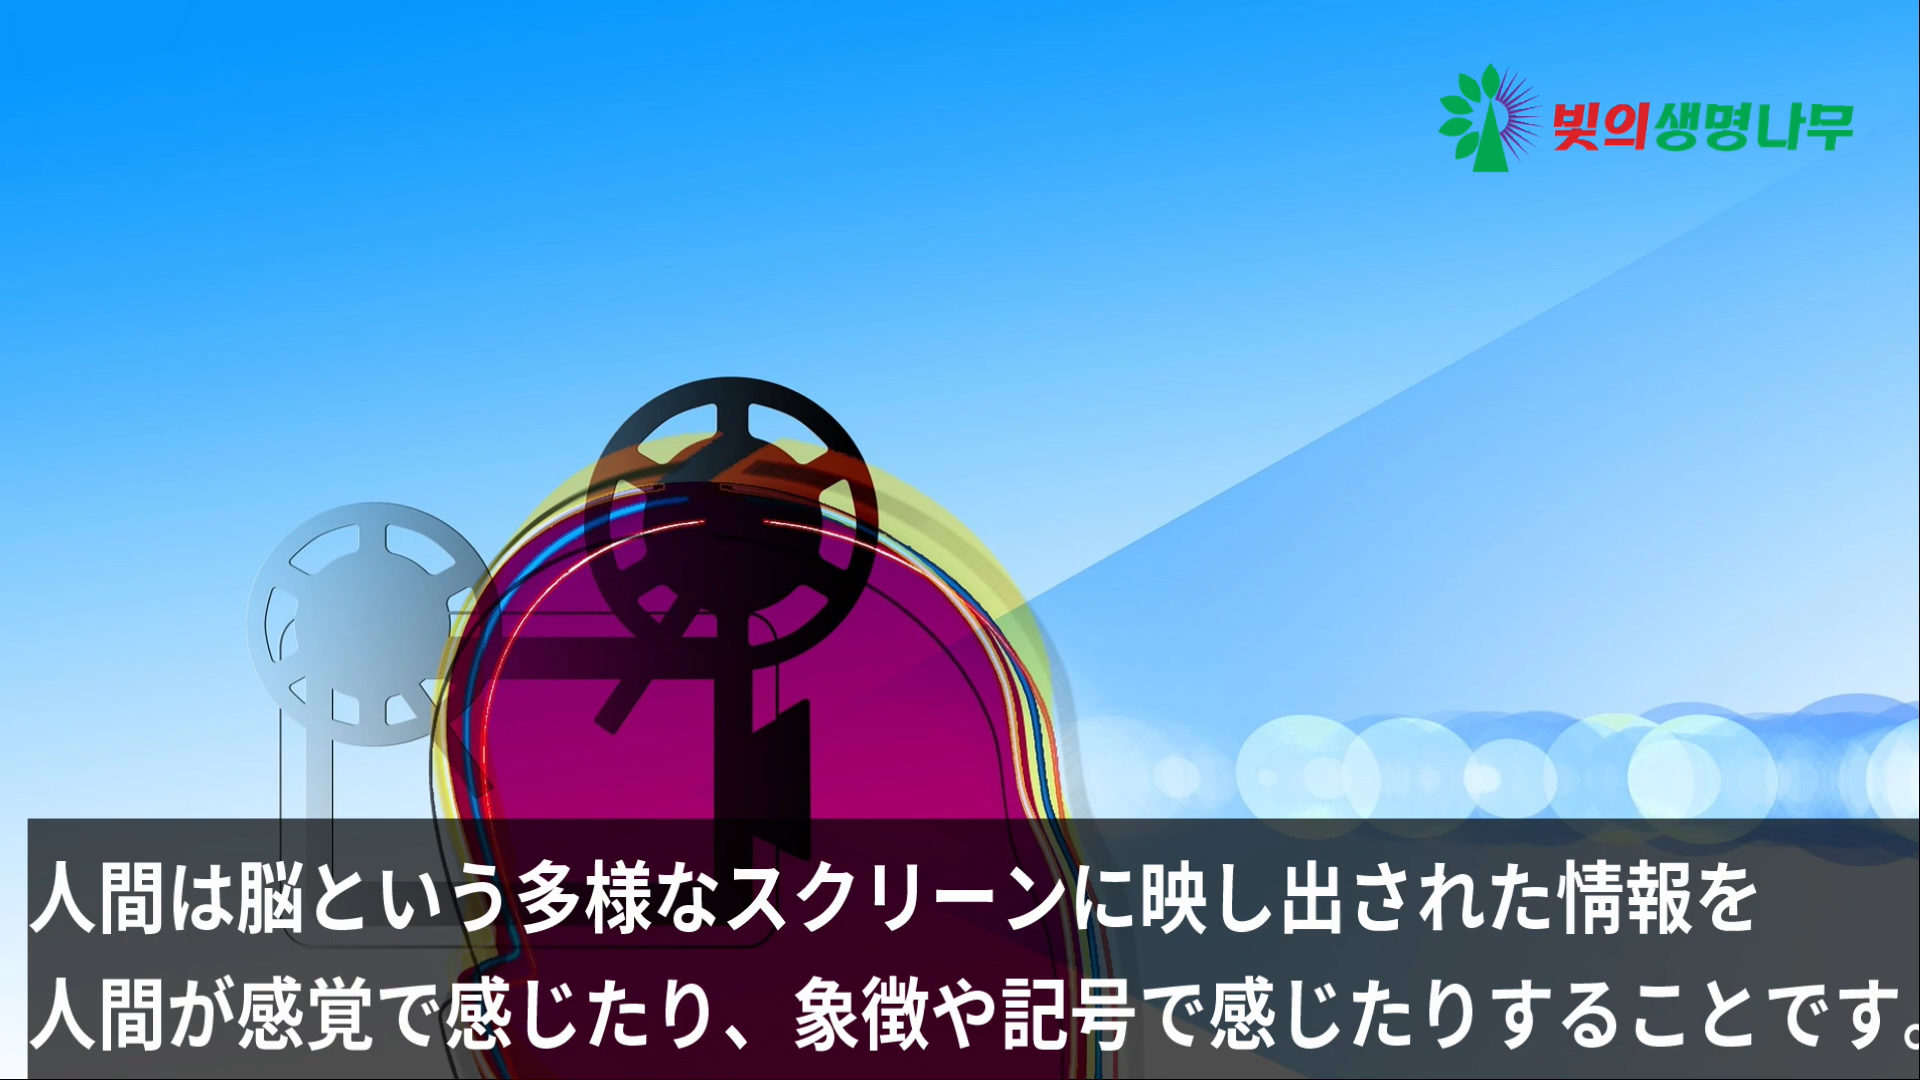 빛의생명나무
人間は脳という多様なスクリーンに映し出された情報を
人間が感覚で感じたり、象徴や記号で感じたりすることです。